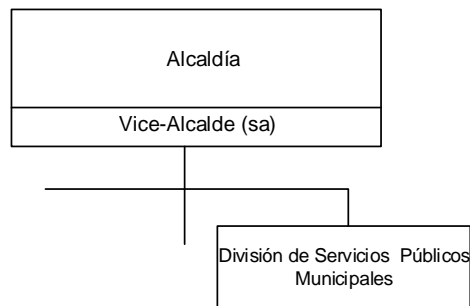 Alcaldía
Vice-Alcalde (sa)
División de Servicios Públicos
Municipales